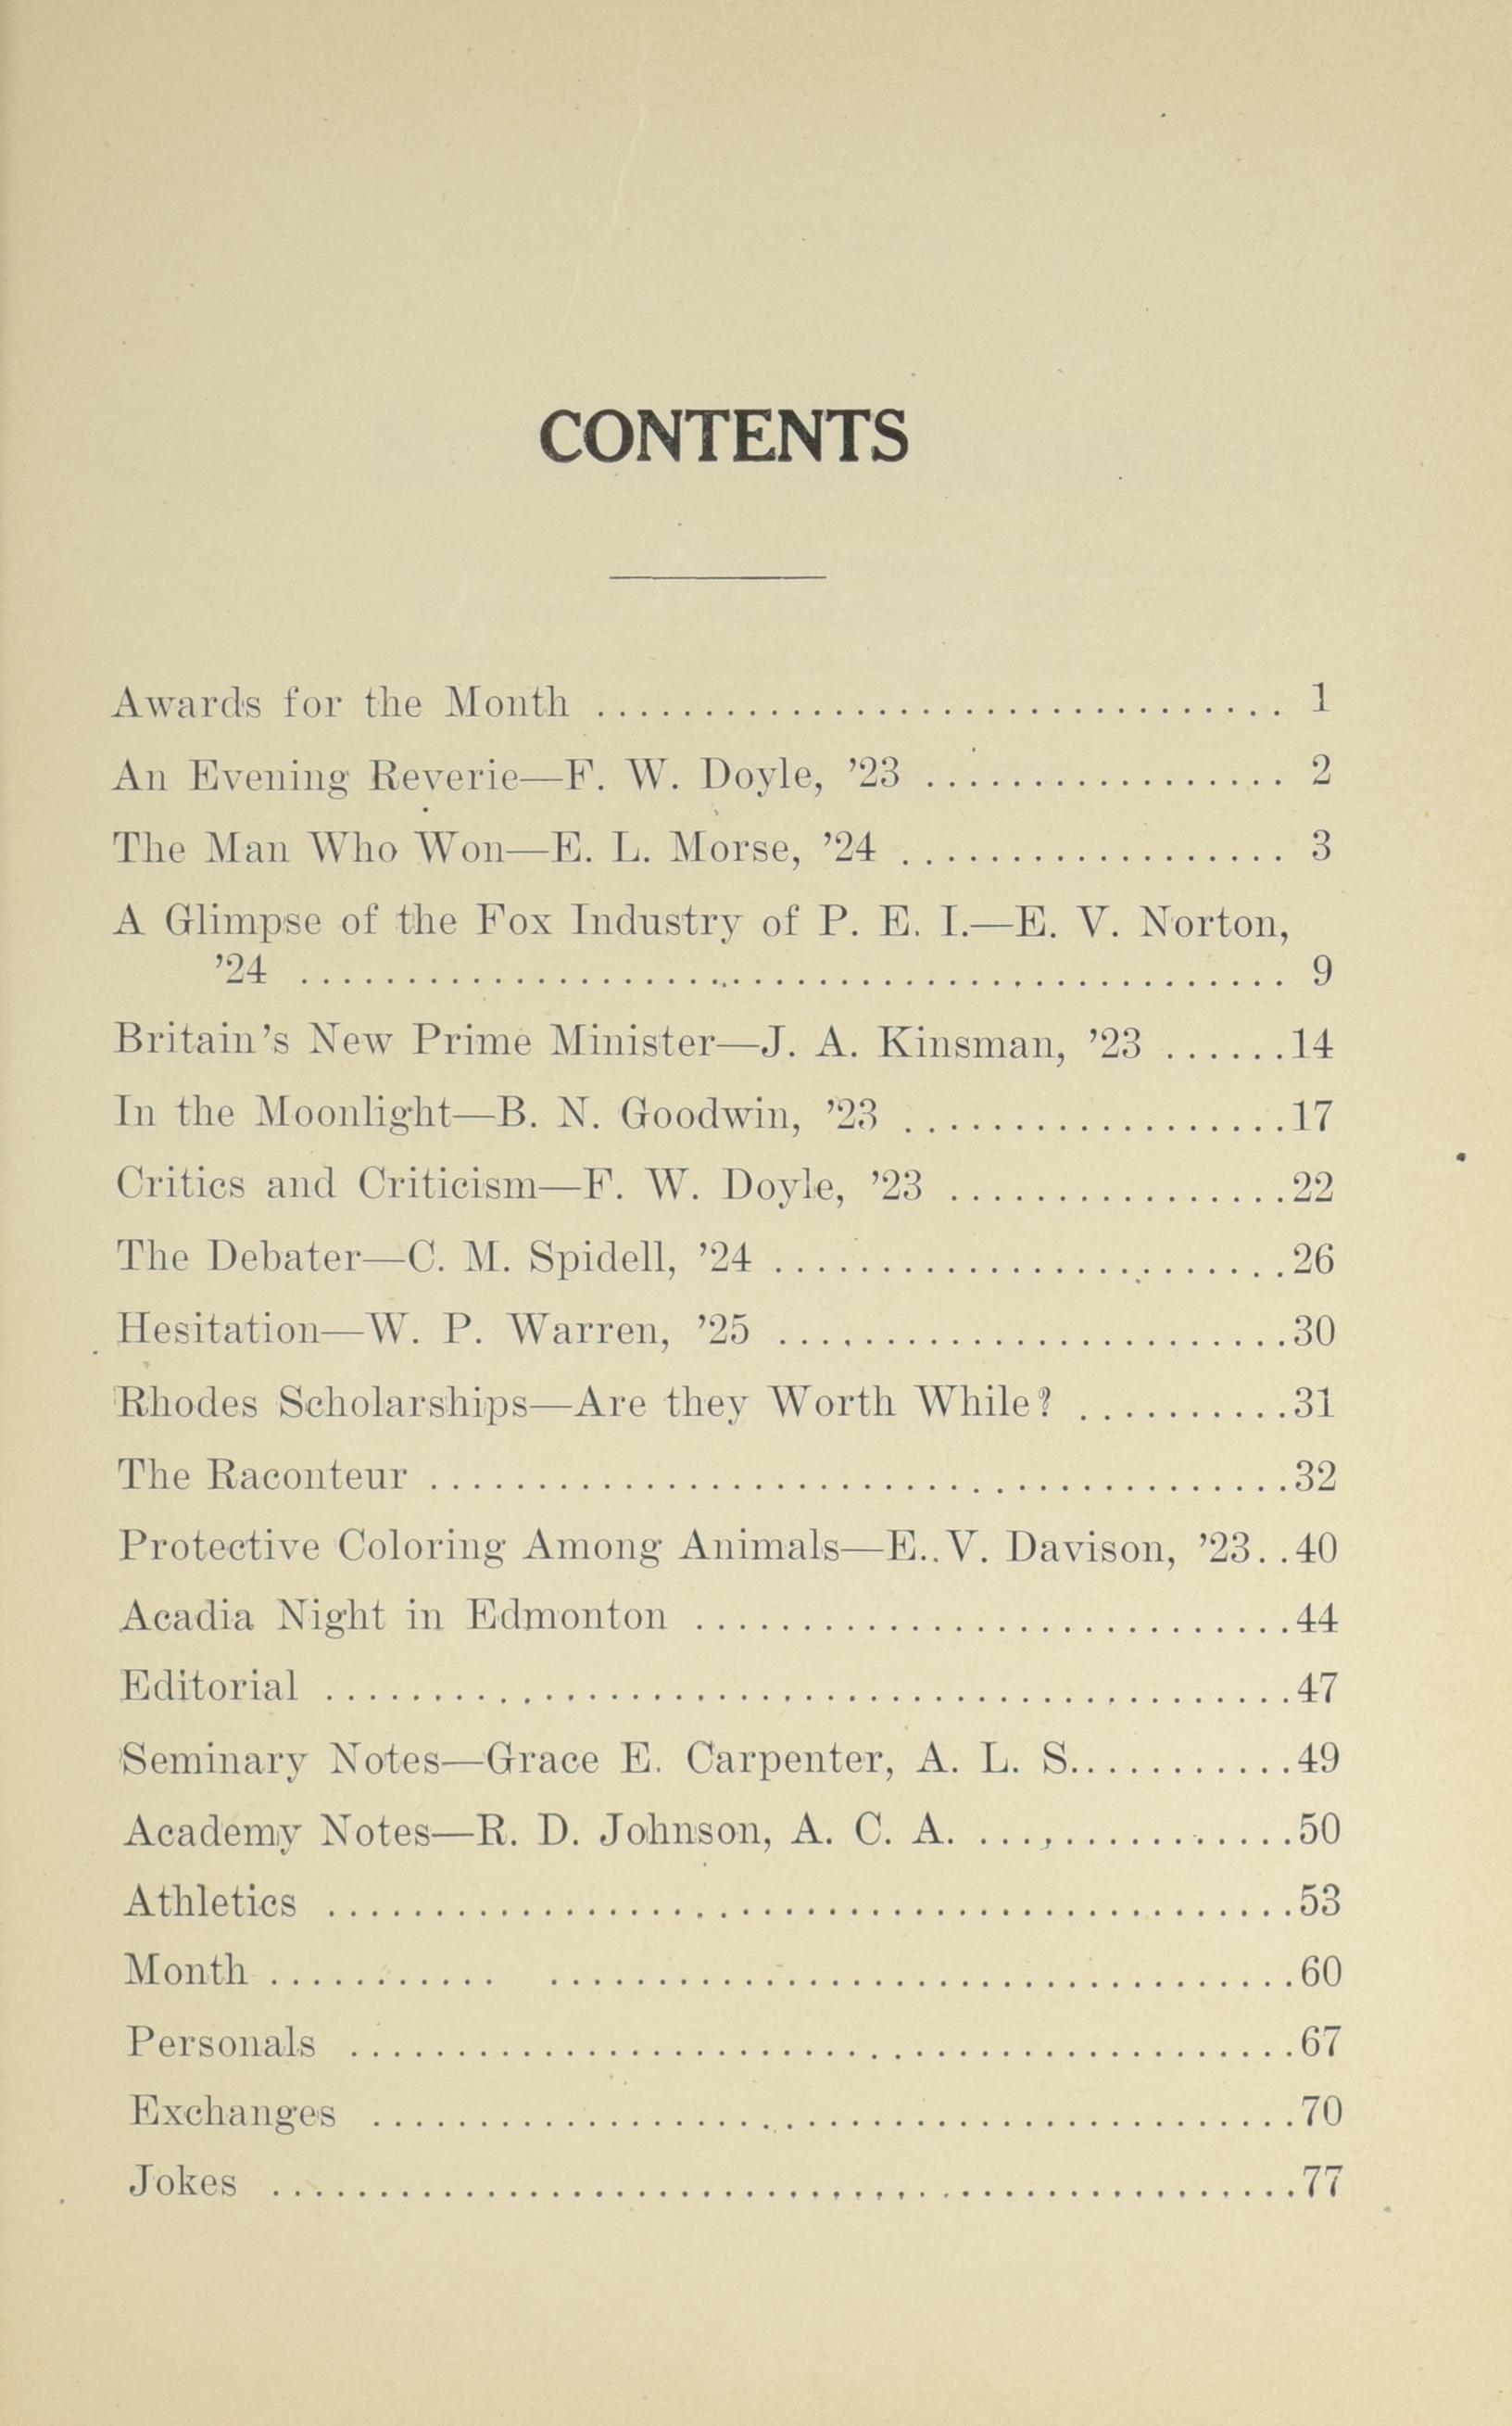 CONTENTS
Awards for the Month ................................ 1
An Evening Reverie—F. W. Doyle, '23 ................. 2
The Man Who Won—E. L. Morse, '24 .................. 3
A Glimpse of the Fox Industry of P. E. I.—E. V. Norton,
'24 .............................................. 9
Britain's New Prime Minister—J. A. Kinsman, '23 ......14
In the Moonlight—B. N. Goodwin, '23 ..................17
Critics and Criticism—F. W. Doyle, '23 ................22
The Debater—C. M. Spidell, '24 ........................26
Hesitation—W. P. Warren, '25 ........................30
Rhodes Scholarships—Are they Worth While? ..........31
The Raconteur ........................................32
Protective Coloring Among Animals—E..V. Davison, '23..40
Acadia Night in Edmonton ............................44
Editorial .............................................47
Seminary Notes—Grace E. Carpenter, A. L. S...........49
Academy Notes—R. D. Johnson, A. C. A. ...............50
Athletics .............................................53
Month ........... ...................................60
Personals ............................................67
Exchanges ...........................................70
Jokes ................................................77